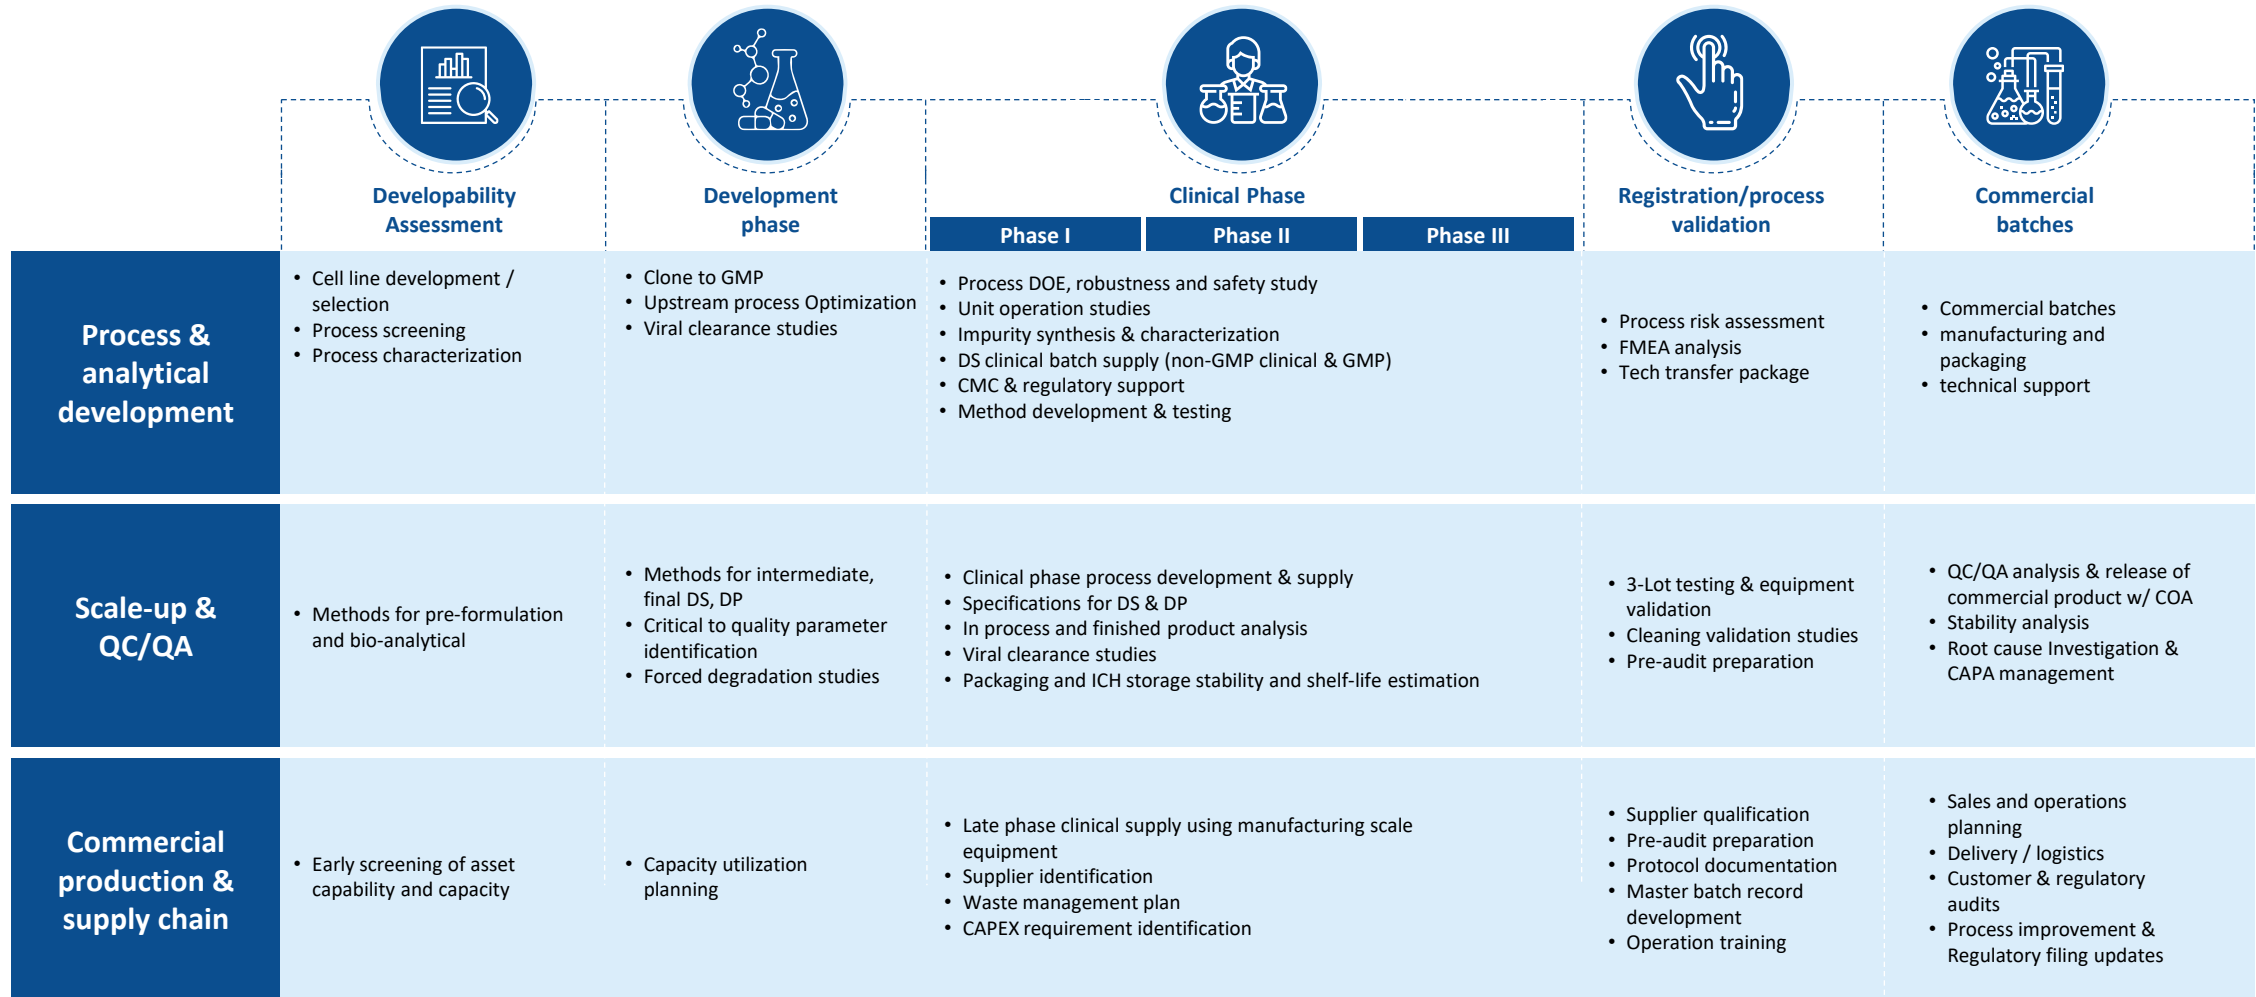 Developability
Assessment
Development
phase
Clinical Phase
Phase I
Phase II
Phase III
Registration/process
validation
Commercial
batches
Process &
analytical
development
• Cell line development /
selection
• Process screening
• Process characterization
• Clone to GMP
• Upstream process Optimization
• Viral clearance studies
• Process DOE, robustness and safety study
• Unit operation studies
• Impurity synthesis & characterization
• DS clinical batch supply (non-GMP clinical & GMP)
• CMC & regulatory support
• Method development & testing
• Process risk assessment
• FMEA analysis
• Tech transfer package
• Commercial batches
• manufacturing and
packaging
• technical support
Scale-up &
QC/QA
• Methods for pre-formulation
and bio-analytical
• Methods for intermediate,
final DS, DP
• Critical to quality parameter
identification
• Forced degradation studies
• Clinical phase process development & supply
• Specifications for DS & DP
• In process and finished product analysis
• Viral clearance studies
• Packaging and ICH storage stability and shelf-life estimation
• 3-Lot testing & equipment
validation
• Cleaning validation studies
• Pre-audit preparation
• QC/QA analysis & release of
commercial product w/ COA
• Stability analysis
• Root cause Investigation &
CAPA management
Commercial
production &
supply chain
• Early screening of asset
capability and capacity
• Capacity utilization
planning
• Late phase clinical supply using manufacturing scale
equipment
• Supplier identification
• Waste management plan
• CAPEX requirement identification
• Supplier qualification
• Pre-audit preparation
• Protocol documentation
• Master batch record
development
• Operation training
• Sales and operations
planning
• Delivery / logistics
• Customer & regulatory
audits
• Process improvement &
Regulatory filing updates